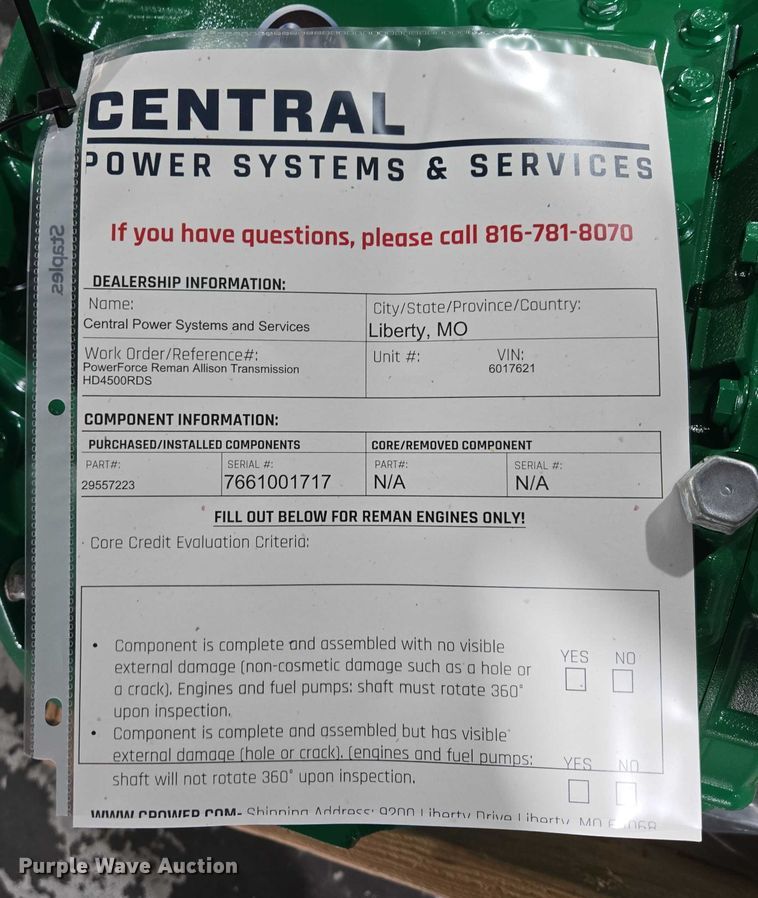 CENTRAL
POWER SYSTEMS & SERVICES
If you have questions, please call 816-781-8070
DEALERSHIP INFORMATION:
Name:
Central Power Systems and Services
City/State/Province/Country:
Liberty, MO
Work Order/Reference#:
PowerForce Reman Allison Transmission
HD4500RDS
Unit #:
VIN:
6017621
COMPONENT INFORMATION:
PURCHASED/INSTALLED COMPONENTS
CORE/REMOVED COMPONENT
PART#:
29557223
SERIAL #:
7661001717
PART#:
N/A
SERIAL #:
N/A
FILL OUT BELOW FOR REMAN ENGINES ONLY!
Core Credit Evaluation Criteria:
• Component is complete and assembled with no visible
external damage (non-cosmetic damage such as a hole or
a crack). Engines and fuel pumps: shaft must rotate 360°
upon inspection.
YES NO
• Component is complete and assembled but has visible
external damage (hole or crack). (engines and fuel pumps:
shaft will not rotate 360° upon inspection.
YES NO
WWW.CPOWER.COM- Shipping Address: 9200 Liberty Drive Liberty, MO 64068
Staples
Purple Wave Auction